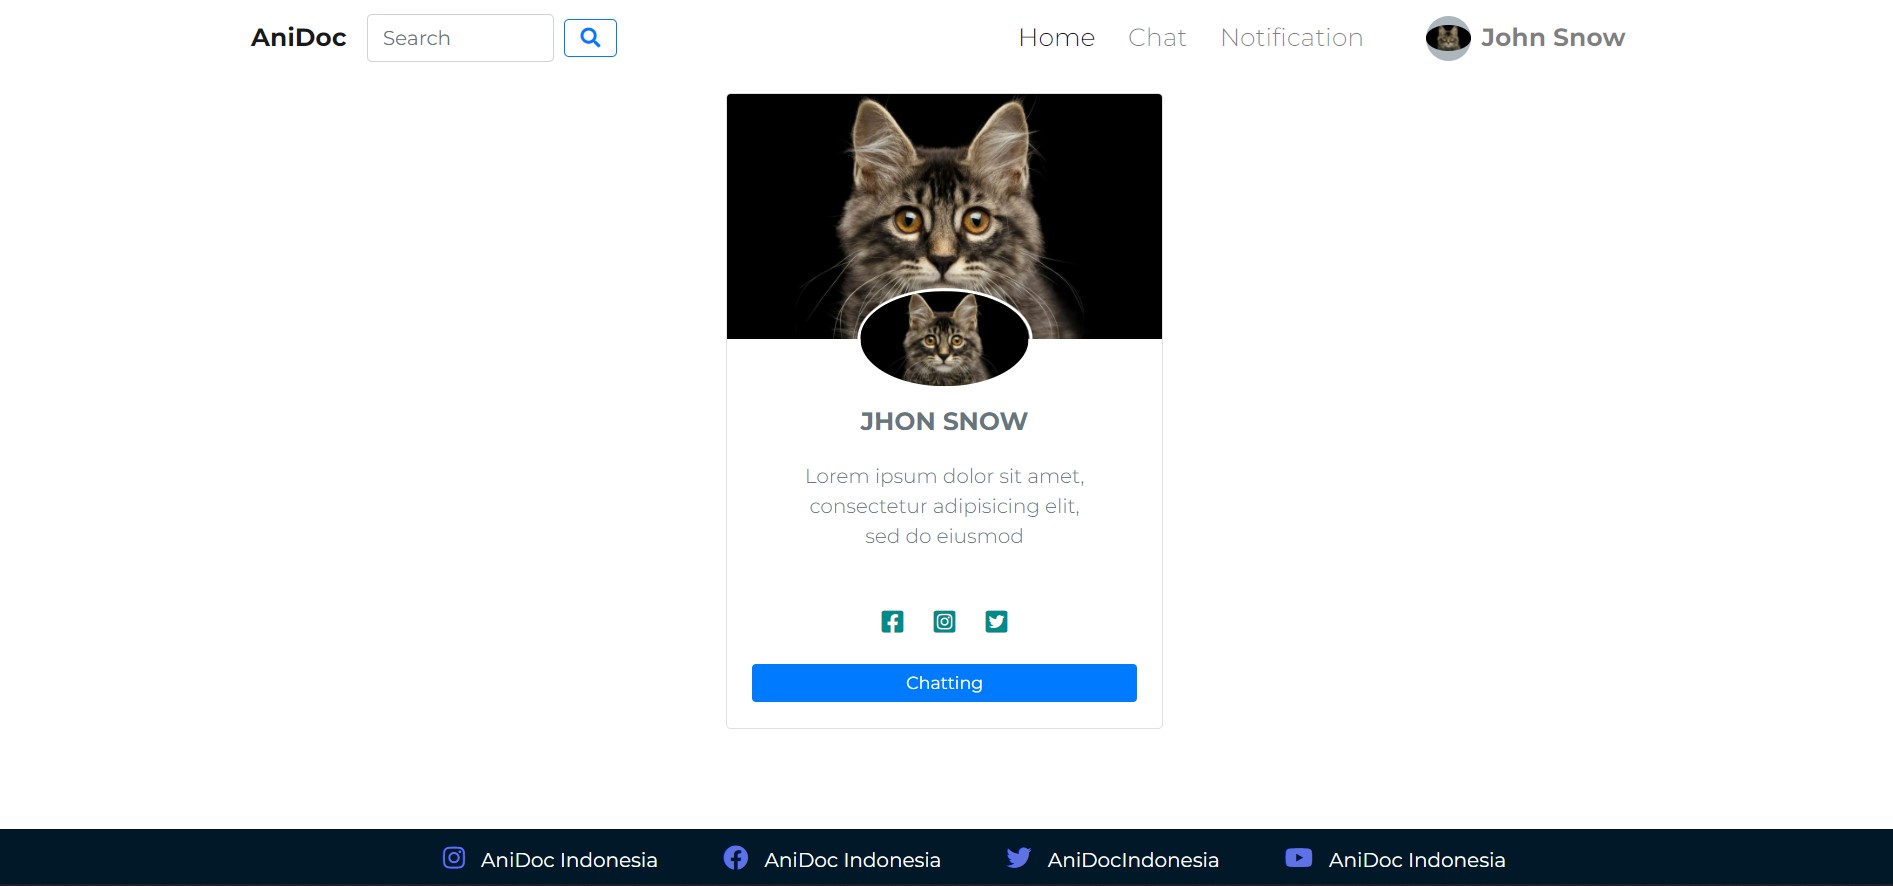 AniDoc
Search
Home
Chat
Notification
John Snow
JHON SNOW
Lorem ipsum dolor sit amet,
consectetur adipisicing elit,
sed do eiusmod
Chatting
AniDoc Indonesia
AniDoc Indonesia
AniDocIndonesia
AniDoc Indonesia